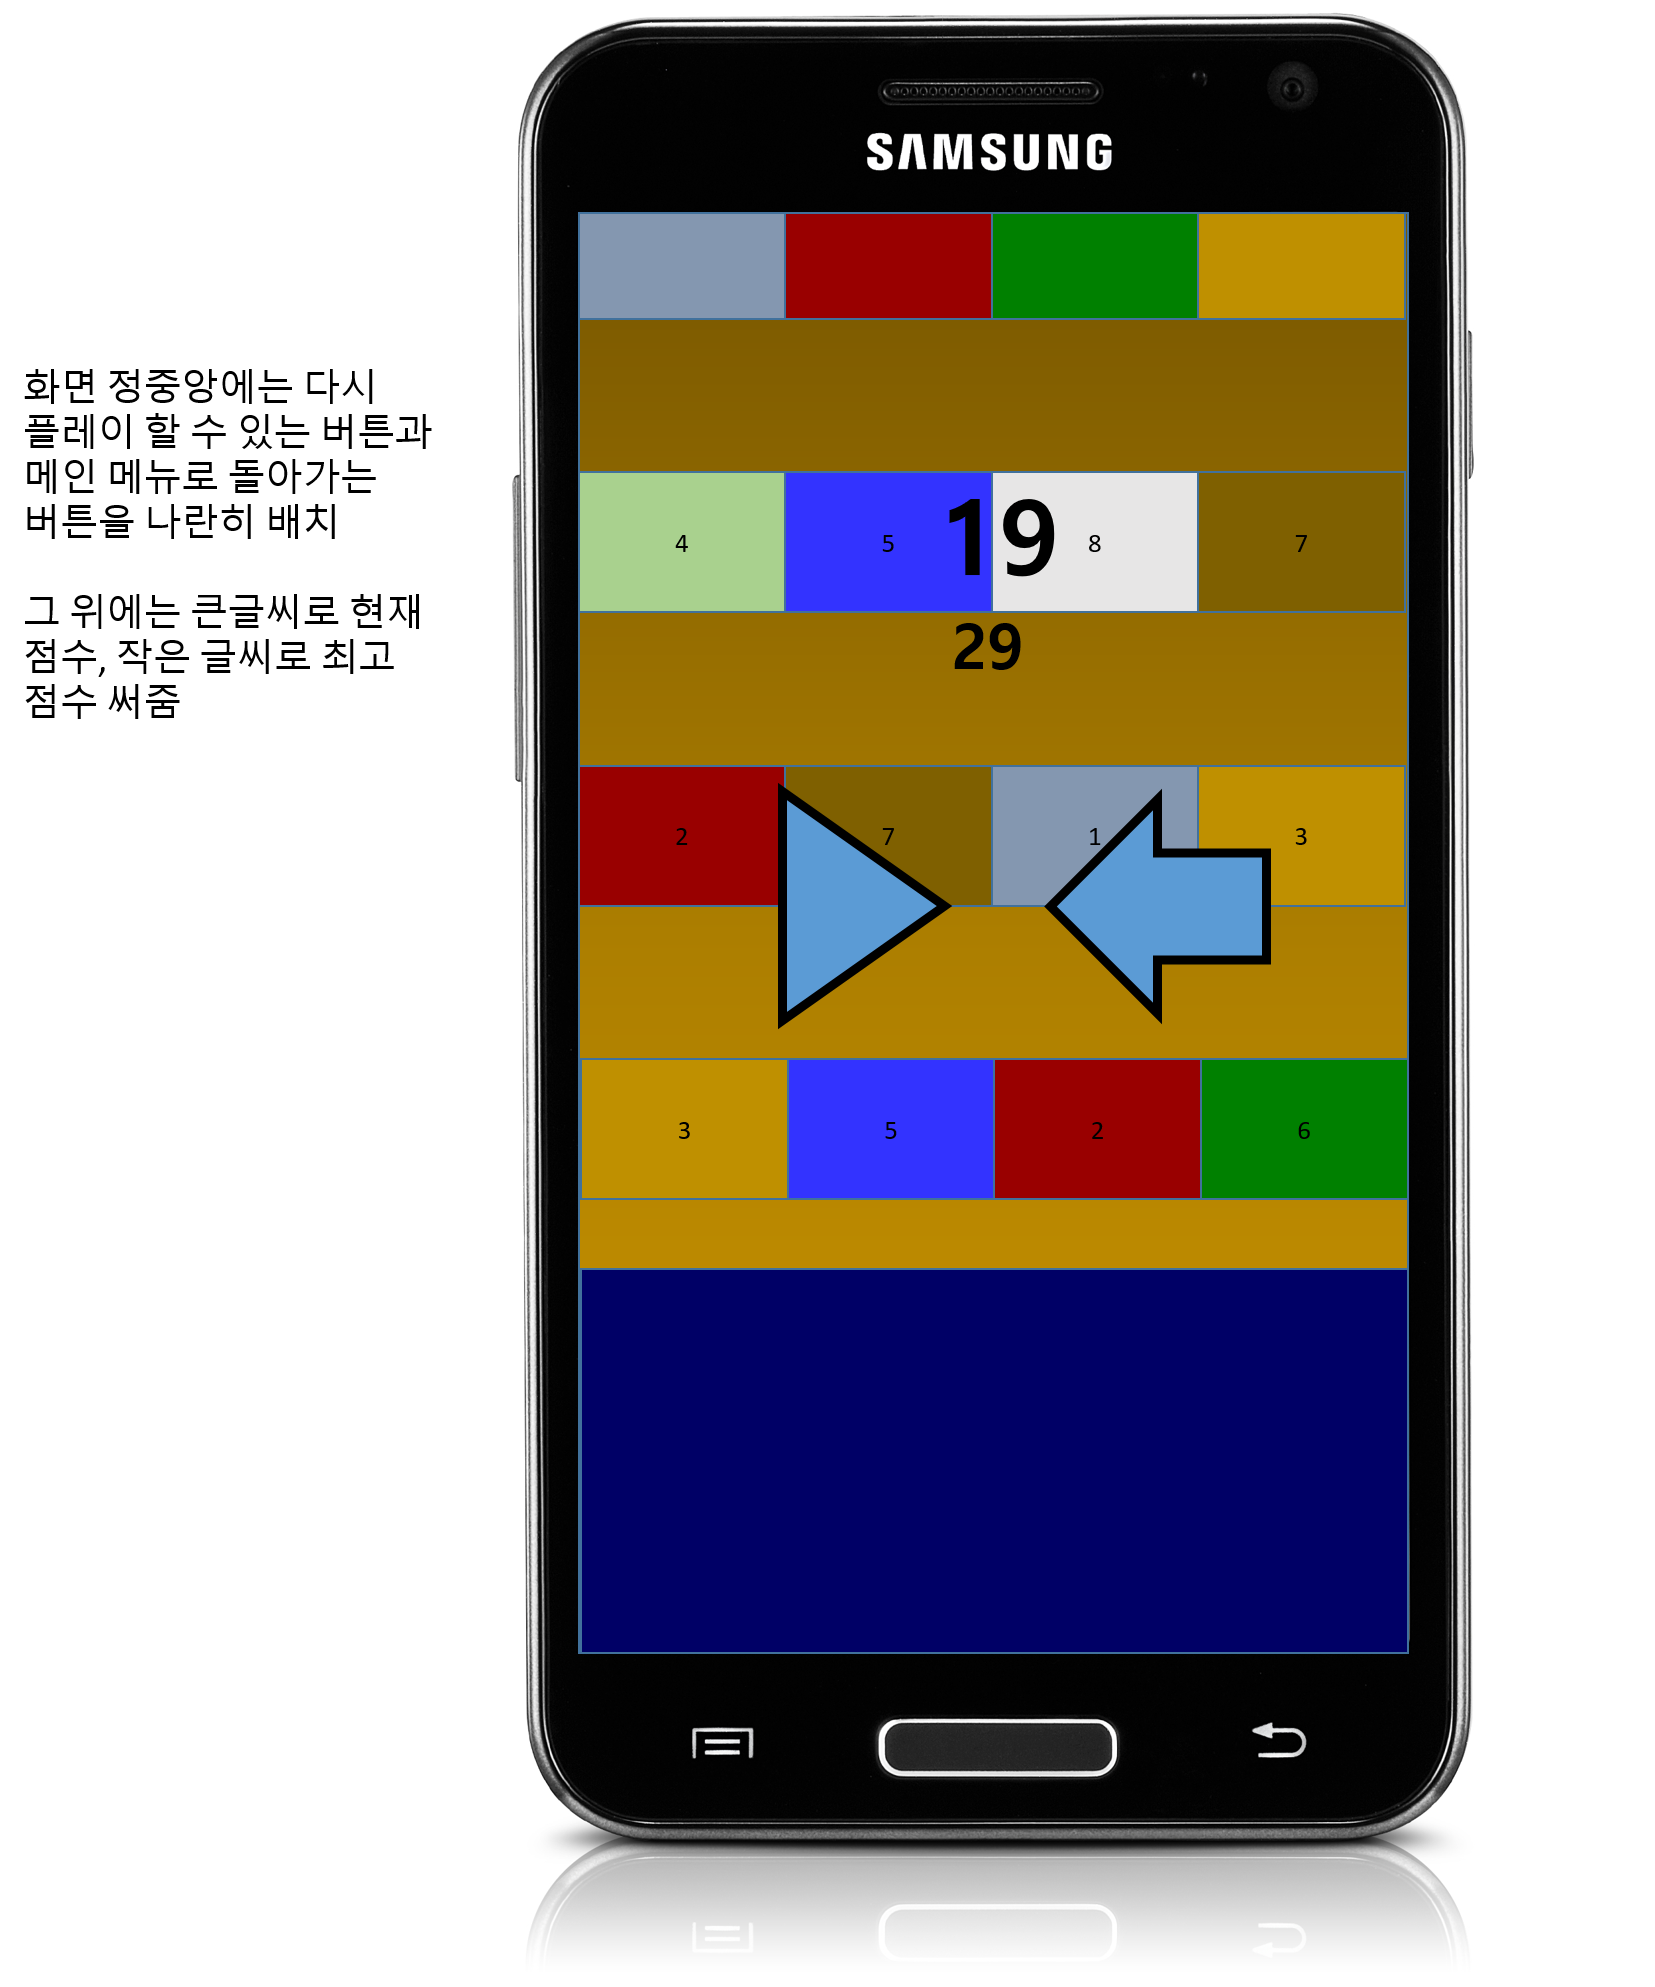 화면 정중앙에는 다시
플레이 할 수 있는 버튼과
메인 메뉴로 돌아가는
버튼을 나란히 배치
그 위에는 큰글씨로 현재
점수, 작은 글씨로 최고
점수 써줌
SAMSUNG
4 5 19 8 7
29
2 7 1 3
3 5 2 6